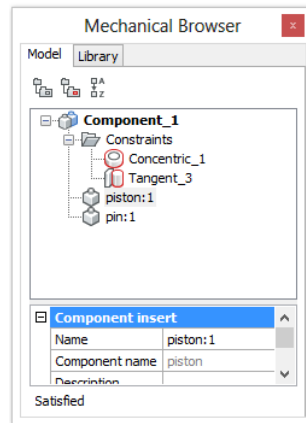 Mechanical Browser
x
Model Library
A
Z
Component_1
Constraints
Concentric_1
Tangent_3
piston:1
pin:1
Component insert
Name piston:1
Component name piston
Description
Satisfied